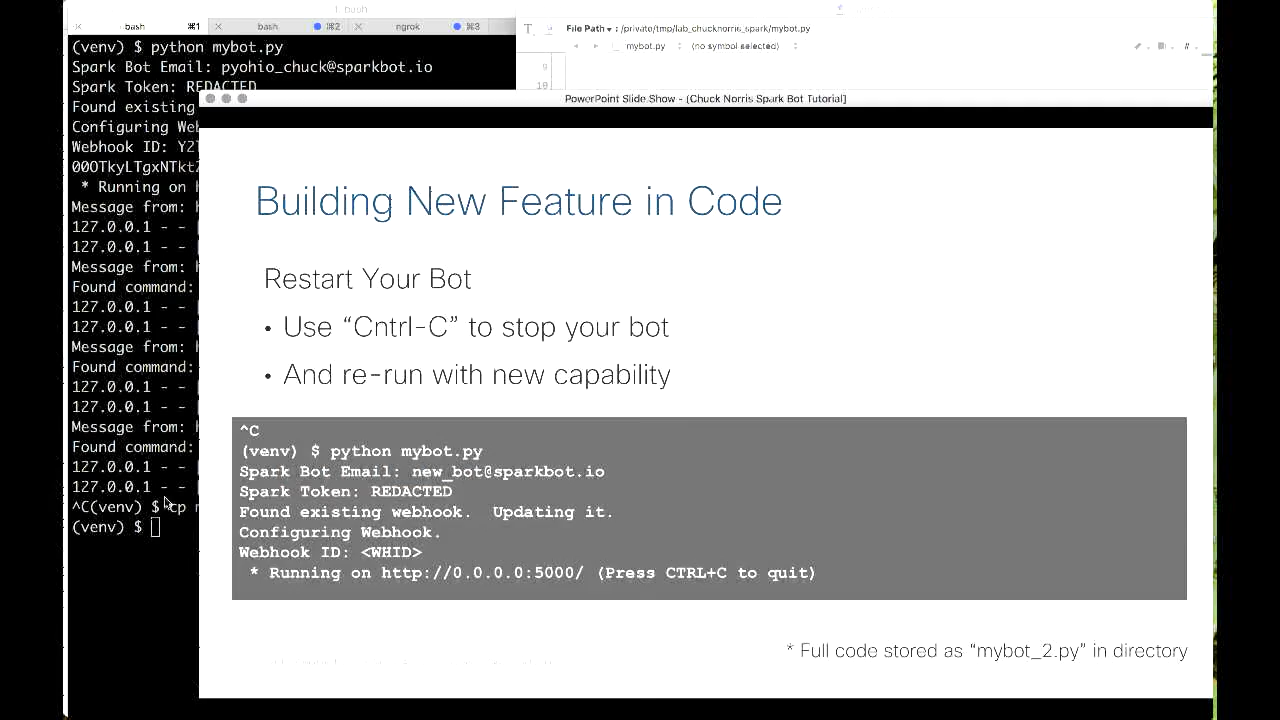 bash ⌘1 bash ⌘2 ngrok ⌘3
(venv) $ python mybot.py
Spark Bot Email: pyohio_chuck@sparkbot.io
Spark Token: REDACTED
Found existing
Configuring
Webhook ID:
* Running on
Message from:
127.0.0.1 - -
127.0.0.1 - -
Message from:
Found command:
127.0.0.1 - -
127.0.0.1 - -
Message from:
Found command:
127.0.0.1 - -
127.0.0.1 - -
Message from:
Found command:
127.0.0.1 - -
127.0.0.1 - -
^C(venv) $ cp
(venv) $
File Path ▾ : /private/tmp/lab_chucknorris_spark/mybot.py
mybot.py (no symbol selected)
9
10
PowerPoint Slide Show - [Chuck Norris Spark Bot Tutorial]
Building New Feature in Code
Restart Your Bot
• Use “Cntrl-C” to stop your bot
• And re-run with new capability
^C
(venv) $ python mybot.py
Spark Bot Email: new_bot@sparkbot.io
Spark Token: REDACTED
Found existing webhook. Updating it.
Configuring Webhook.
Webhook ID: <WHID>
* Running on http://0.0.0.0:5000/ (Press CTRL+C to quit)
* Full code stored as “mybot_2.py” in directory